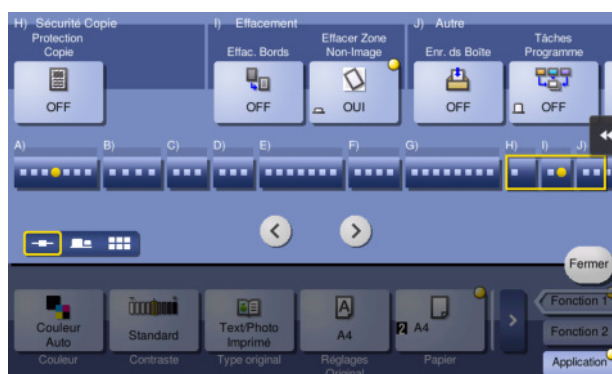 H) Sécurité Copie
I) Effacement
J) Autre
Protection
Copie
Effac. Bords
Effacer Zone
Non-Image
Enr. ds Boîte
Tâches
Programme
OFF
OFF
OUI
OFF
OFF
A)
B)
C)
D)
E)
F)
G)
H)
I)
J)
Fermer
Couleur
Auto
Standard
Text/Photo
Imprimé
A4
2 A4
Fonction 1
Fonction 2
Application
Couleur
Contraste
Type original
Réglages
Original
Papier